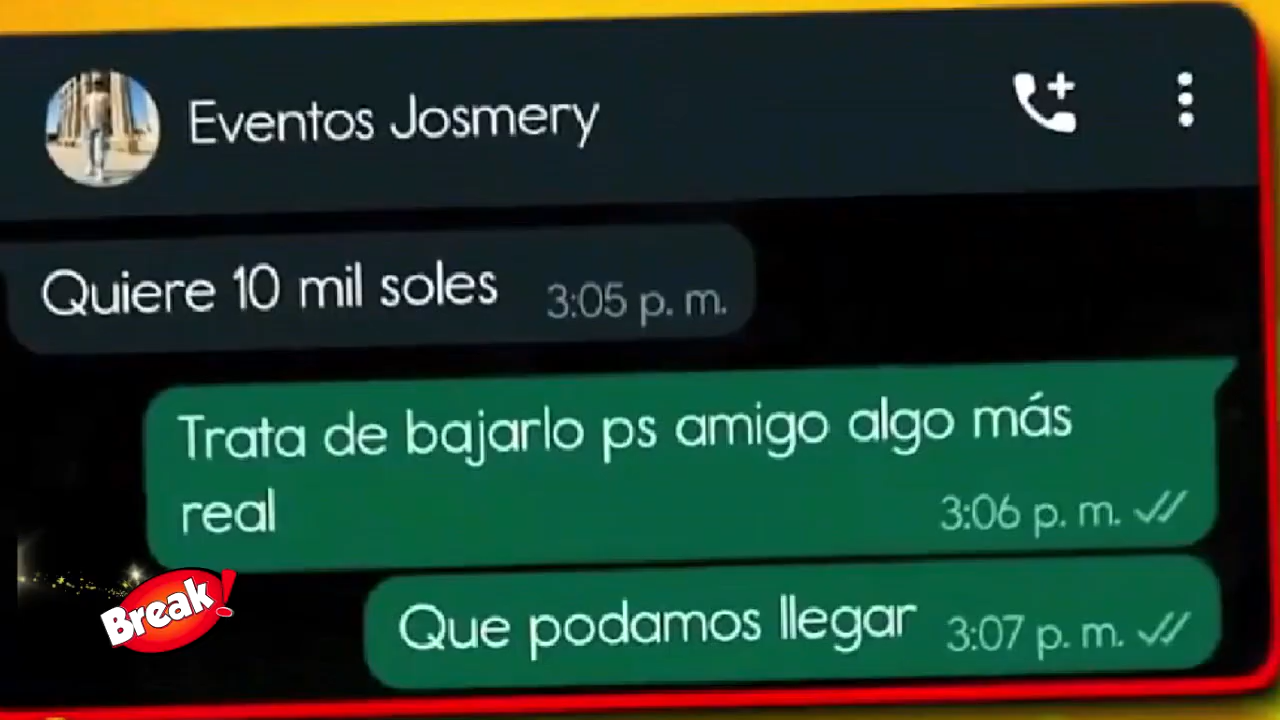 Eventos Josmery
Quiere 10 mil soles 3:05 p. m.
Trata de bajarlo ps amigo algo más
real 3:06 p. m.
Que podamos llegar 3:07 p. m.
Break!